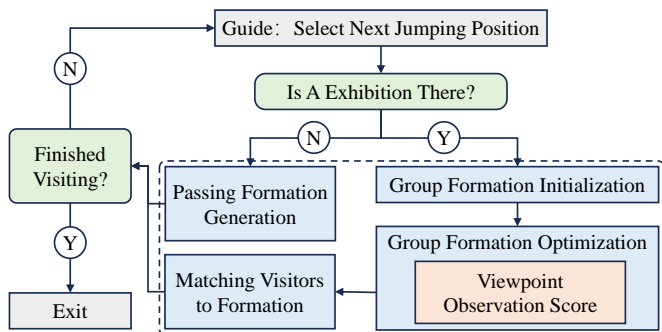 Guide： Select Next Jumping Position
N
Is A Exhibition There?
N
Y
Finished
Visiting?
Passing Formation
Generation
Group Formation Initialization
Y
Group Formation Optimization
Matching Visitors
to Formation
Viewpoint
Observation Score
Exit